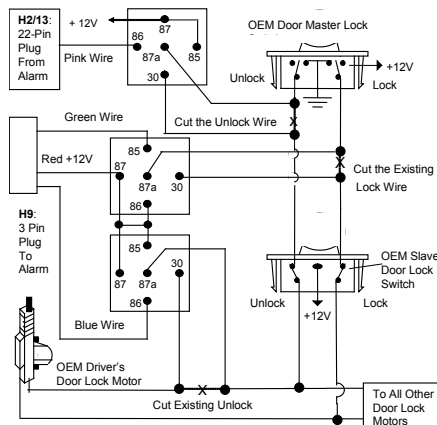 H2/13:
22-Pin
Plug
From
Alarm
+ 12V
87
86
87a
85
30
Pink Wire
OEM Door Master Lock
Unlock
+12V
Lock
Green Wire
Cut the Unlock Wire
Red +12V
85
87
87a
30
86
Cut the Existing
Lock Wire
H9:
3 Pin
Plug
To
Alarm
85
30
87
87a
86
Blue Wire
OEM Slave
Door Lock
Switch
Unlock
Lock
+12V
OEM Driver's
Door Lock Motor
Cut Existing Unlock
To All Other
Door Lock
Motors